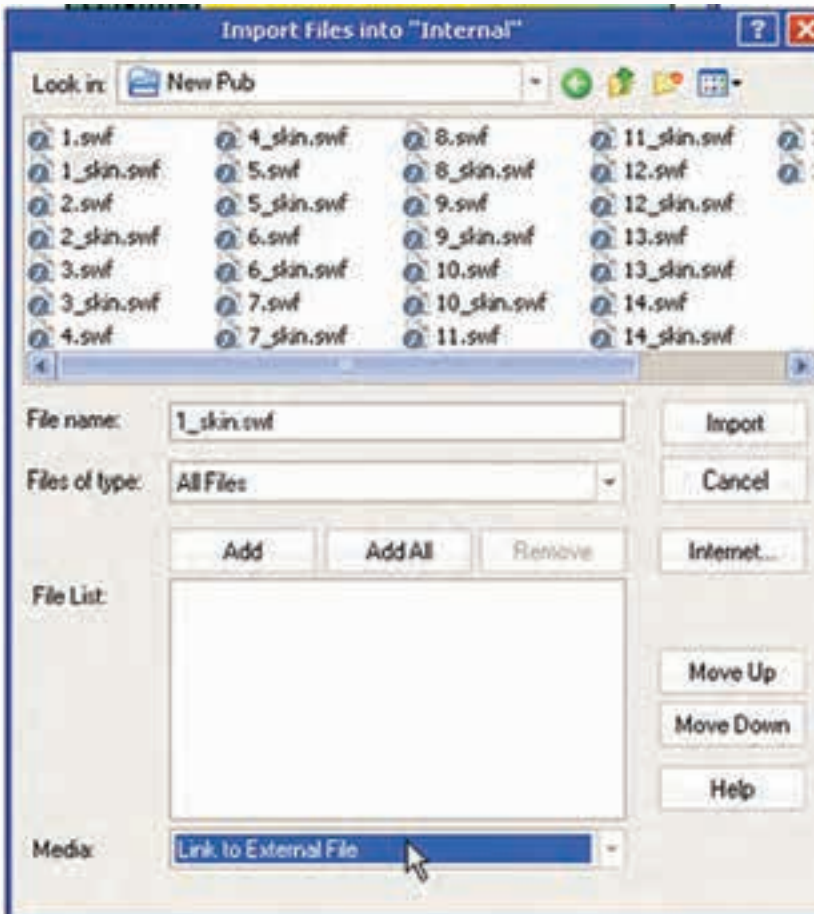 Import Files into "Internal"
Look in: New Pub
1.swf
1_skin.swf
2.swf
2_skin.swf
3.swf
3_skin.swf
4.swf
4_skin.swf
5.swf
5_skin.swf
6.swf
6_skin.swf
7.swf
7_skin.swf
8.swf
8_skin.swf
9.swf
9_skin.swf
10.swf
10_skin.swf
11.swf
11_skin.swf
12.swf
12_skin.swf
13.swf
13_skin.swf
14.swf
14_skin.swf
File name: 1_skin.swf Import
Files of type: All Files Cancel
Add Add All Remove Internet...
File List:
Move Up
Move Down
Help
Media: Link to External File